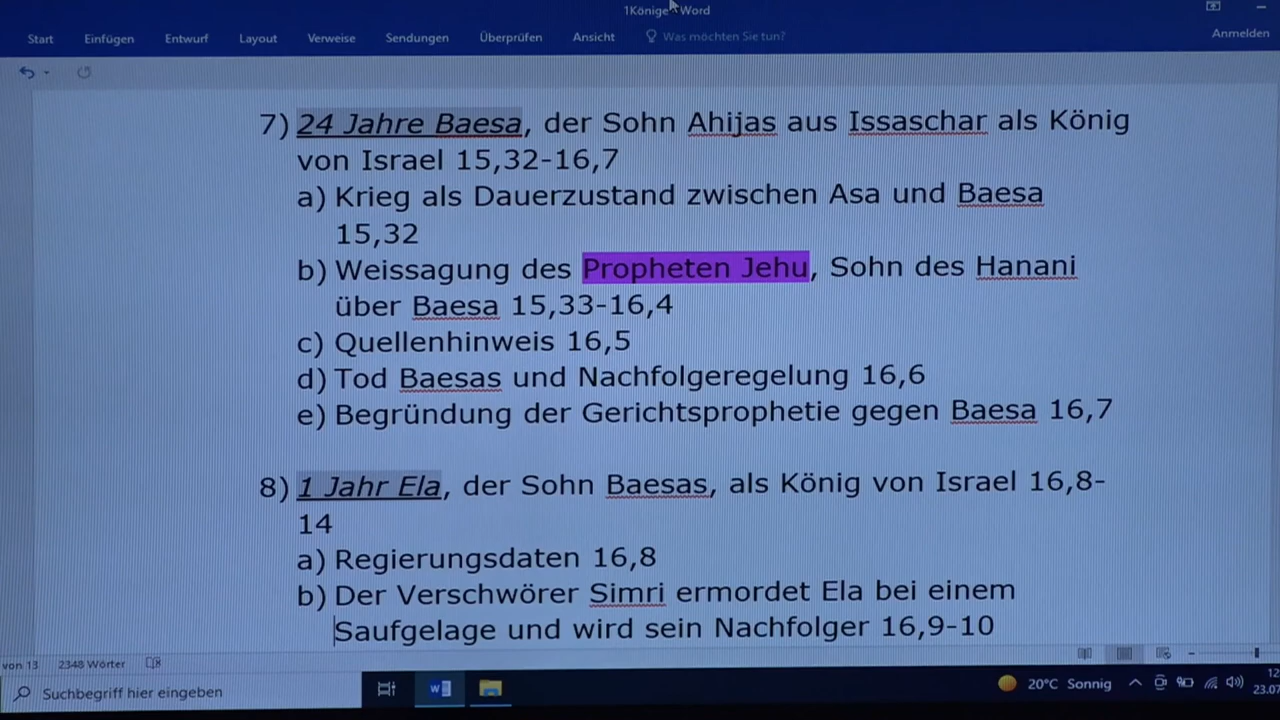 1Könige - Word
Start Einfügen Entwurf Layout Verweise Sendungen Überprüfen Ansicht Was möchten Sie tun? Anmelden
7) 24 Jahre Baesa, der Sohn Ahijas aus Issaschar als König
von Israel 15,32-16,7
a) Krieg als Dauerzustand zwischen Asa und Baesa
15,32
b) Weissagung des Propheten Jehu, Sohn des Hanani
über Baesa 15,33-16,4
c) Quellenhinweis 16,5
d) Tod Baesas und Nachfolgeregelung 16,6
e) Begründung der Gerichtsprophetie gegen Baesa 16,7
8) 1 Jahr Ela, der Sohn Baesas, als König von Israel 16,8-
14
a) Regierungsdaten 16,8
b) Der Verschwörer Simri ermordet Ela bei einem
Saufgelage und wird sein Nachfolger 16,9-10
von 13 2348 Wörter
Suchbegriff hier eingeben 20°C Sonnig 12
23.07